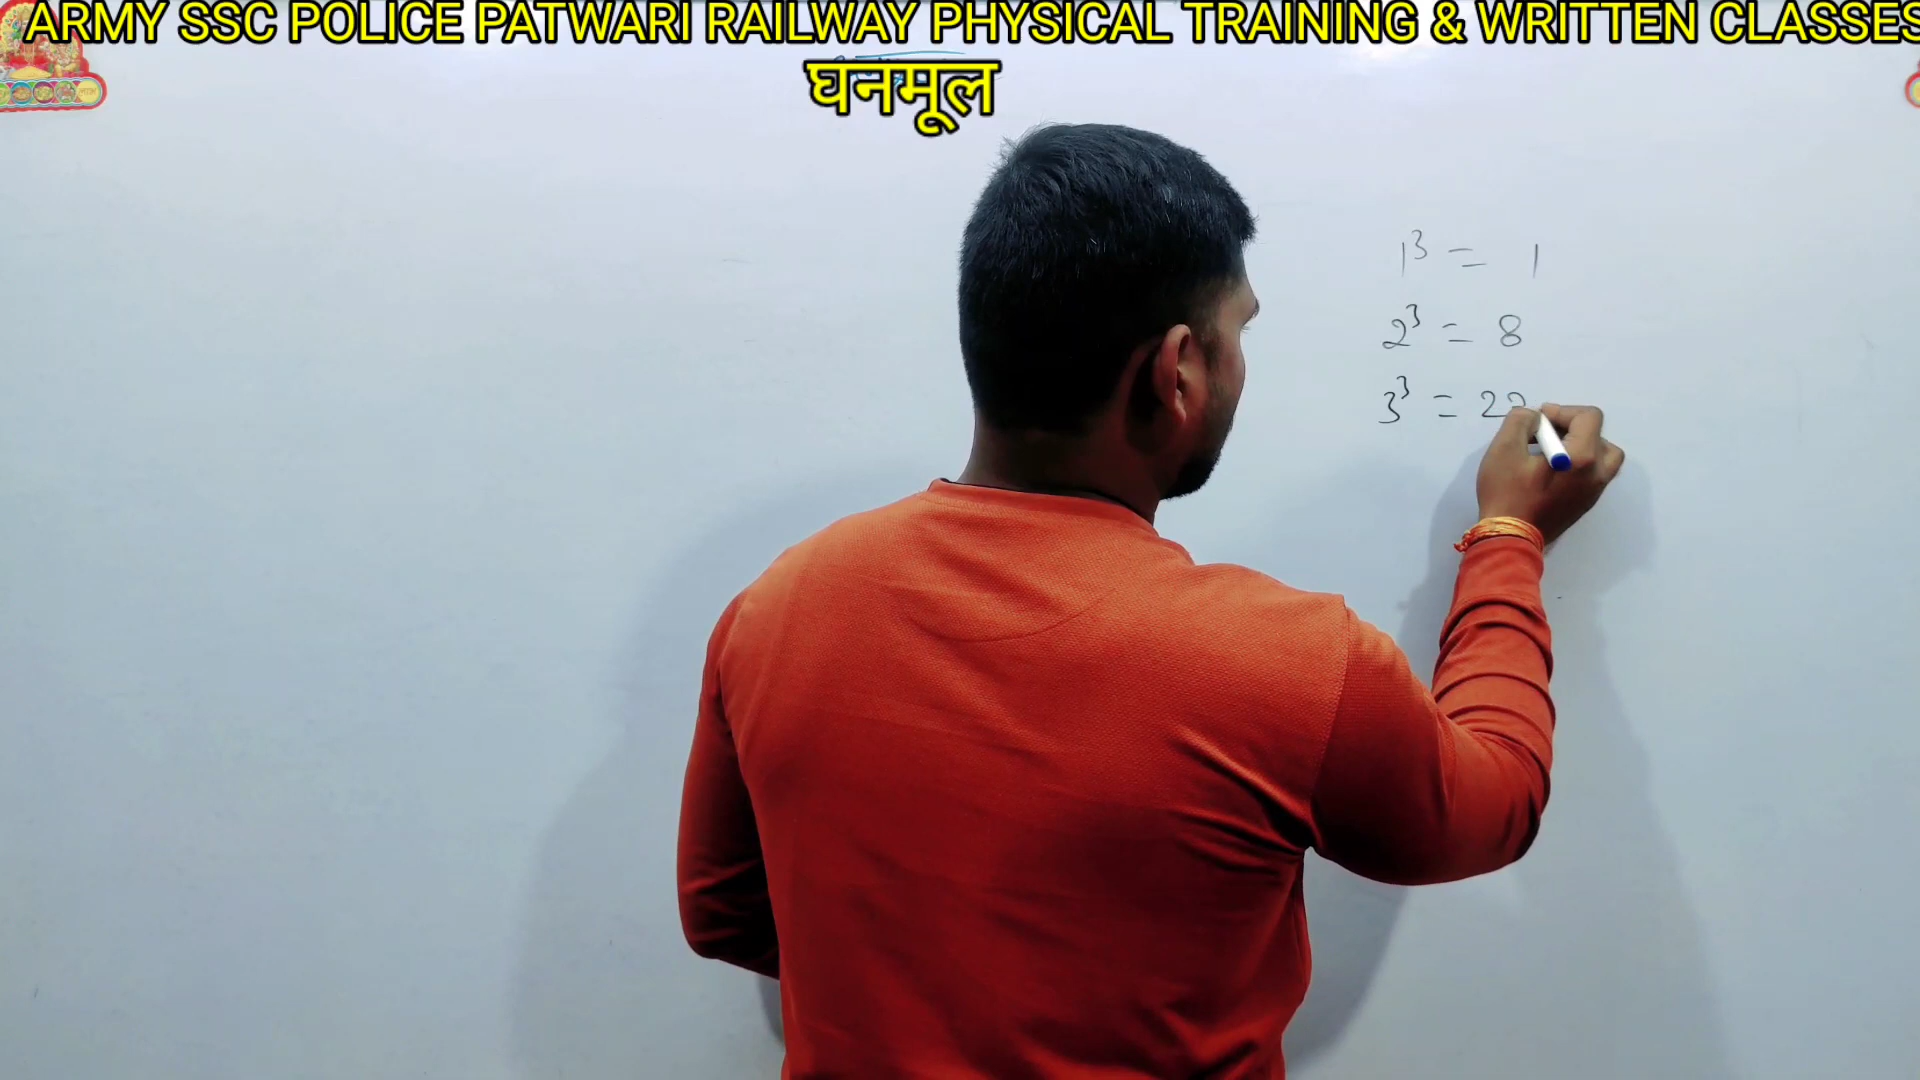 ARMY SSC POLICE PATWARI RAILWAY PHYSICAL TRAINING & WRITTEN CLASSES
घनमूल
1³ = 1
2³ = 8
3³ = 2